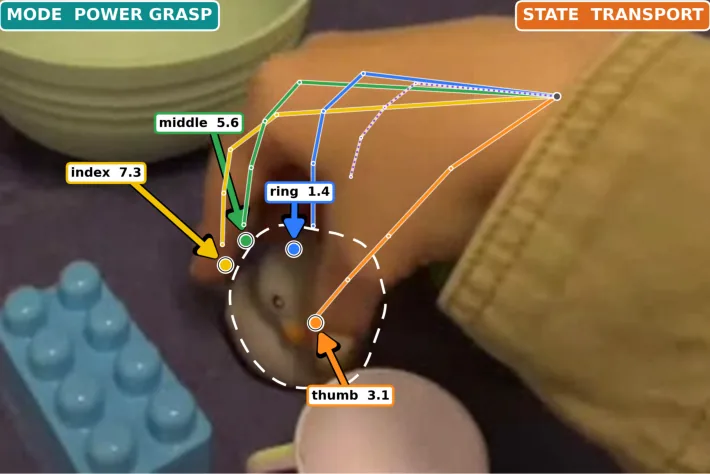 MODE  POWER GRASP
STATE  TRANSPORT
middle  5.6
index  7.3
ring  1.4
thumb  3.1